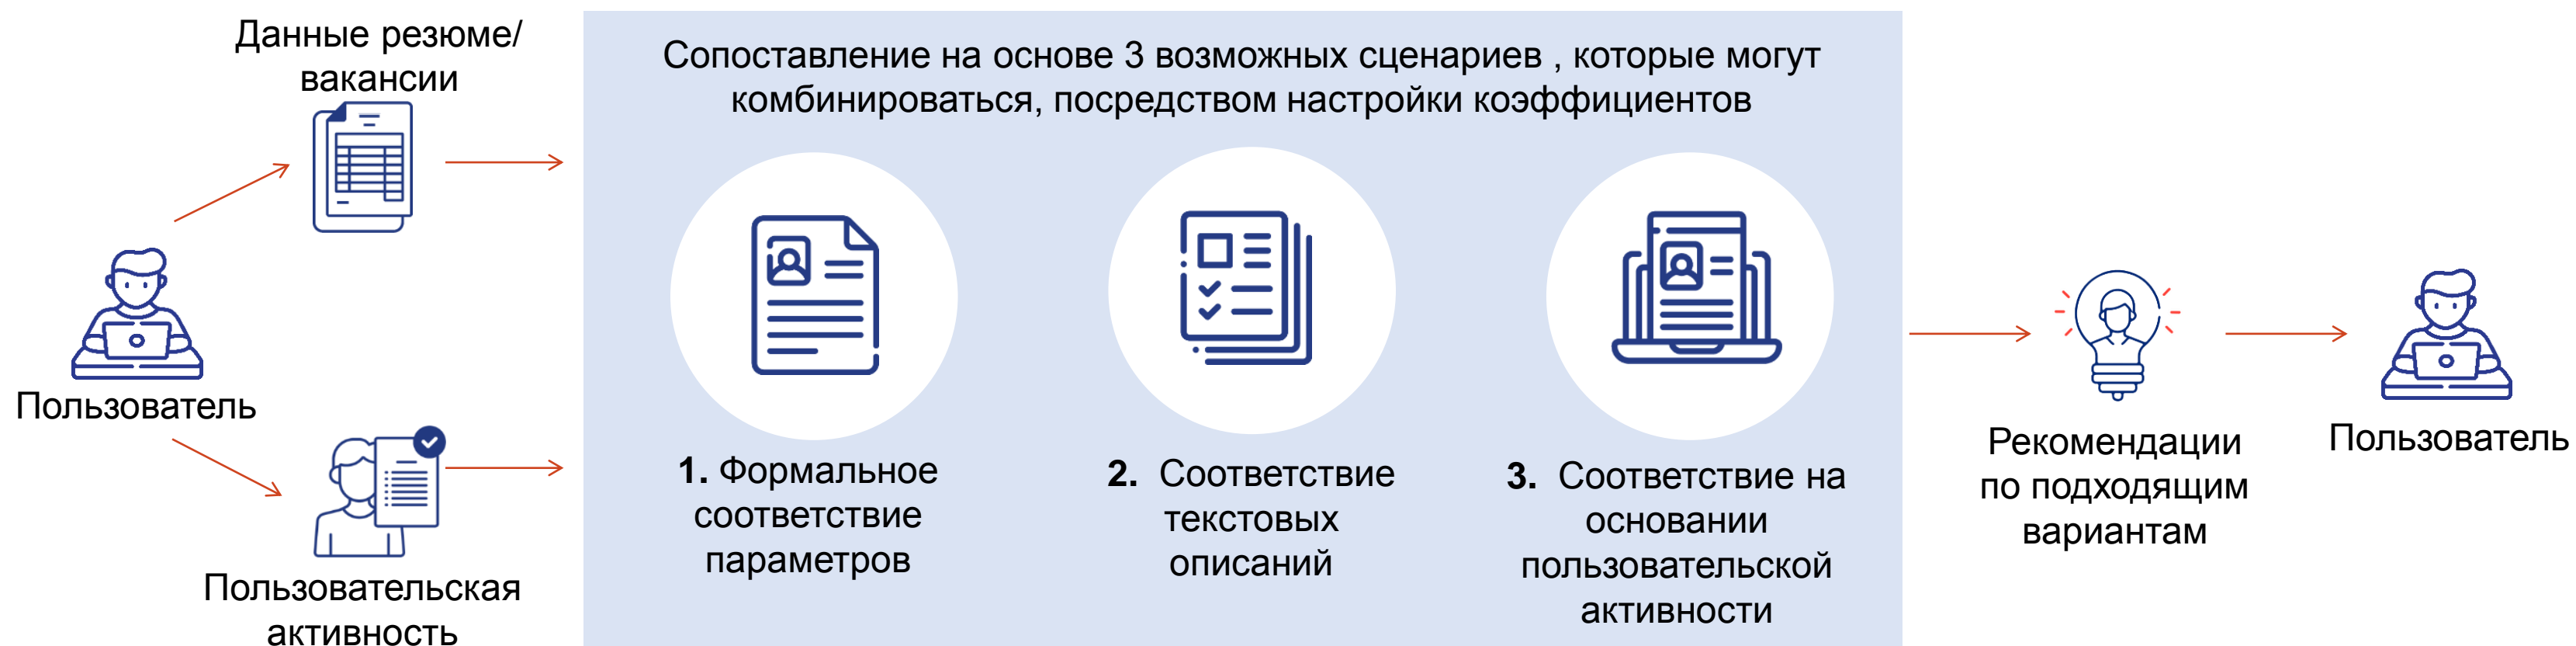 Данные резюме/
вакансии
Пользователь
Пользовательская
активность
Сопоставление на основе 3 возможных сценариев , которые могут
комбинироваться, посредством настройки коэффициентов
1. Формальное
соответствие
параметров
2. Соответствие
текстовых
описаний
3. Соответствие на
основании
пользовательской
активности
Рекомендации
по подходящим
вариантам
Пользователь